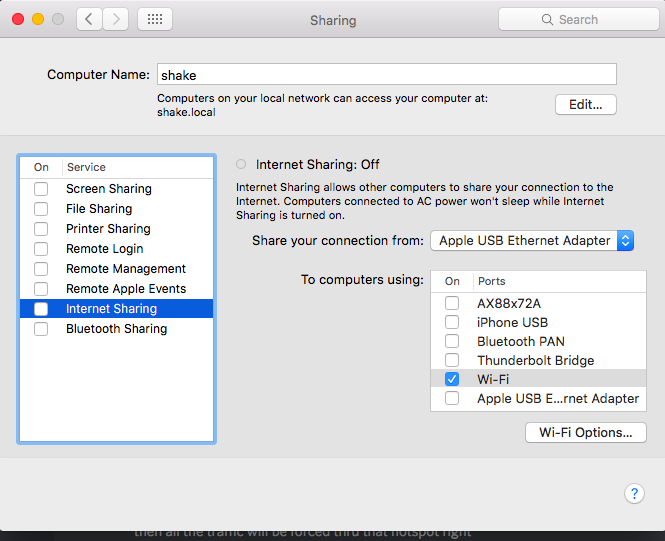 Sharing
Search
Computer Name: shake
Computers on your local network can access your computer at:
shake.local
Edit...
On Service
Screen Sharing
File Sharing
Printer Sharing
Remote Login
Remote Management
Remote Apple Events
Internet Sharing
Bluetooth Sharing
Internet Sharing: Off
Internet Sharing allows other computers to share your connection to the
Internet. Computers connected to AC power won't sleep while Internet
Sharing is turned on.
Share your connection from: Apple USB Ethernet Adapter
To computers using:
On Ports
AX88x72A
iPhone USB
Bluetooth PAN
Thunderbolt Bridge
Wi-Fi
Apple USB E...rnet Adapter
Wi-Fi Options...
?
then all the traffic will be forced thru that hotspot right